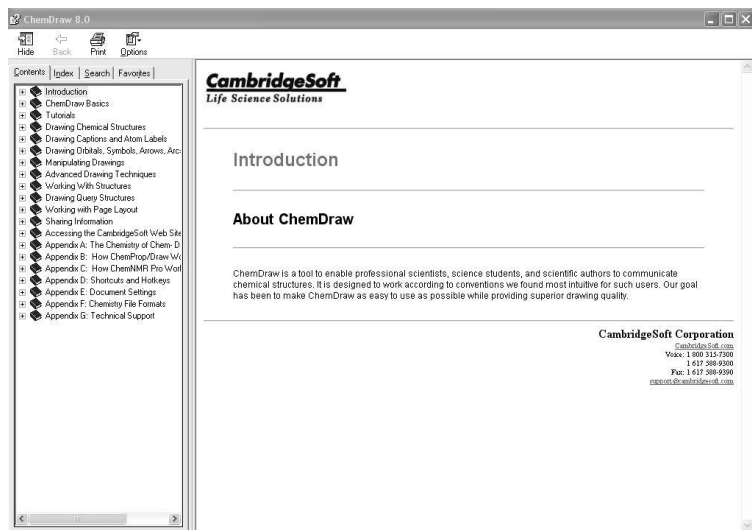 ChemDraw 8.0
Hide Back Print Options
Contents Index Search Favorites
Introduction
ChemDraw Basics
Tutorials
Drawing Chemical Structures
Drawing Captions and Atom Labels
Drawing Orbitals, Symbols, Arrows, Arc:
Manipulating Drawings
Advanced Drawing Techniques
Working With Structures
Drawing Query Structures
Working with Page Layout
Sharing Information
Accessing the CambridgeSoft Web Site
Appendix A: The Chemistry of Chem- D
Appendix B: How ChemProp/Draw Wo
Appendix C: How ChemNMR Pro Worl
Appendix D: Shortcuts and Hotkeys
Appendix E: Document Settings
Appendix F: Chemistry File Formats
Appendix G: Technical Support
CambridgeSoft
Life Science Solutions
Introduction
About ChemDraw
ChemDraw is a tool to enable professional scientists, science students, and scientific authors to communicate
chemical structures. It is designed to work according to conventions we found most intuitive for such users. Our goal
has been to make ChemDraw as easy to use as possible while providing superior drawing quality.
CambridgeSoft Corporation
CambridgeSoft.com
Voice: 1 800 315-7300
1 617 588-9300
Fax: 1 617 588-9390
support@cambridgesoft.com